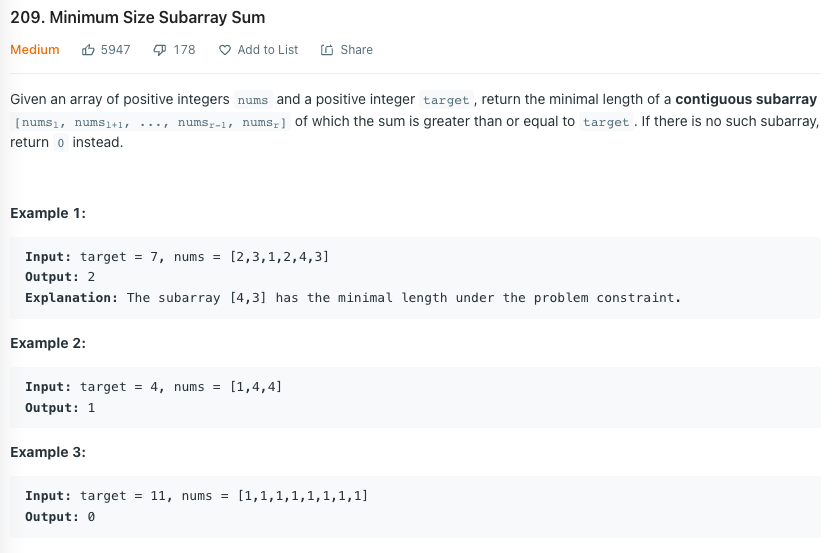 209. Minimum Size Subarray Sum
Medium 5947 178 Add to List Share
Given an array of positive integers nums and a positive integer target , return the minimal length of a contiguous subarray
[numsₗ, numsₗ₊₁, ..., numsᵣ₋₁, numsᵣ] of which the sum is greater than or equal to target . If there is no such subarray,
return 0 instead.
Example 1:
Input: target = 7, nums = [2,3,1,2,4,3]
Output: 2
Explanation: The subarray [4,3] has the minimal length under the problem constraint.
Example 2:
Input: target = 4, nums = [1,4,4]
Output: 1
Example 3:
Input: target = 11, nums = [1,1,1,1,1,1,1,1]
Output: 0